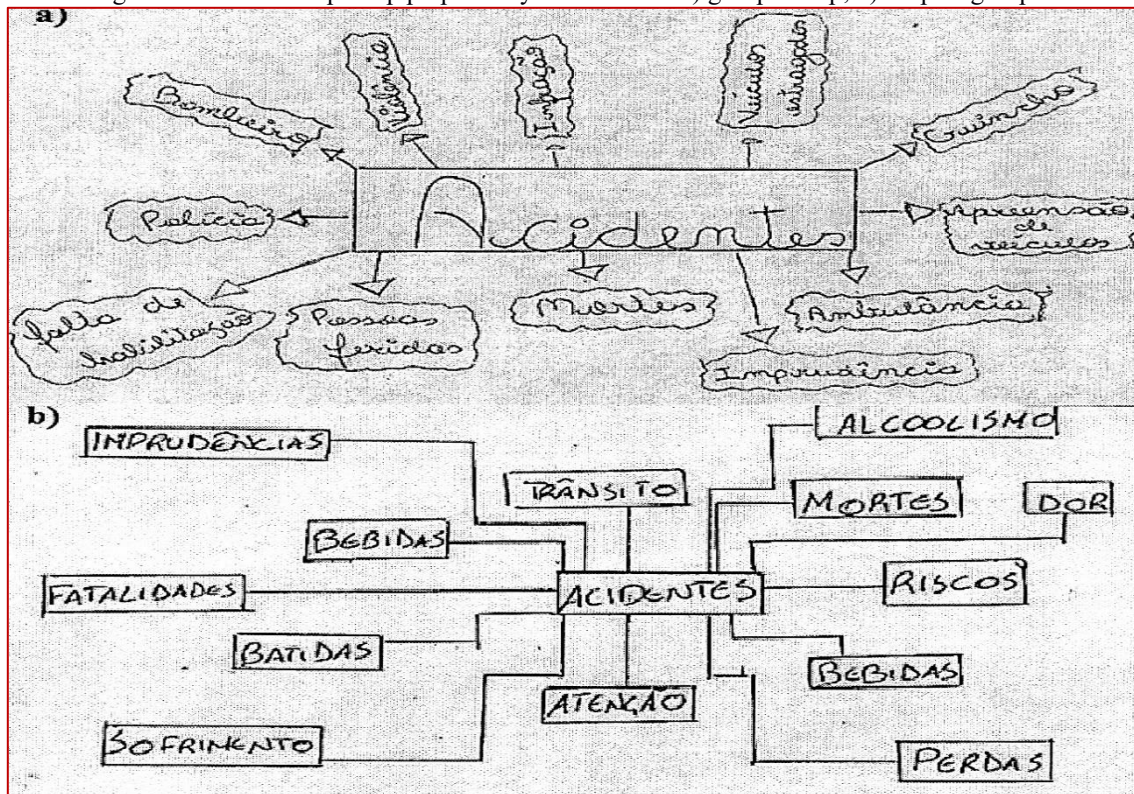 a)
Bombeiro
Violência
Infração
Veículos
estragados
Guincho
Polícia
Acidentes
Apreensão
de
veículos
falta de
habilitação
Pessoas
feridas
Mortes
Ambulância
Imprudência
b)
IMPRUDÊNCIAS
ALCOOLISMO
TRÂNSITO
MORTES
DOR
BEBIDAS
FATALIDADES
ACIDENTES
RISCOS
BATIDAS
BEBIDAS
ATENÇÃO
SOFRIMENTO
PERDAS